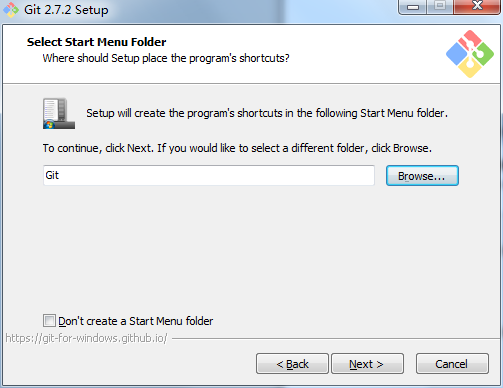 Git 2.7.2 Setup
Select Start Menu Folder
Where should Setup place the program's shortcuts?
Setup will create the program's shortcuts in the following Start Menu folder.
To continue, click Next. If you would like to select a different folder, click Browse.
Git
Browse...
Don't create a Start Menu folder
https://git-for-windows.github.io/
< Back
Next >
Cancel